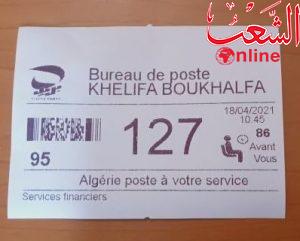 الشعب
Online
Bureau de poste
KHELIFA BOUKHALFA
18/04/2021
10:45
127
86
Avant
Vous
95
Algérie poste à votre service
Services financiers